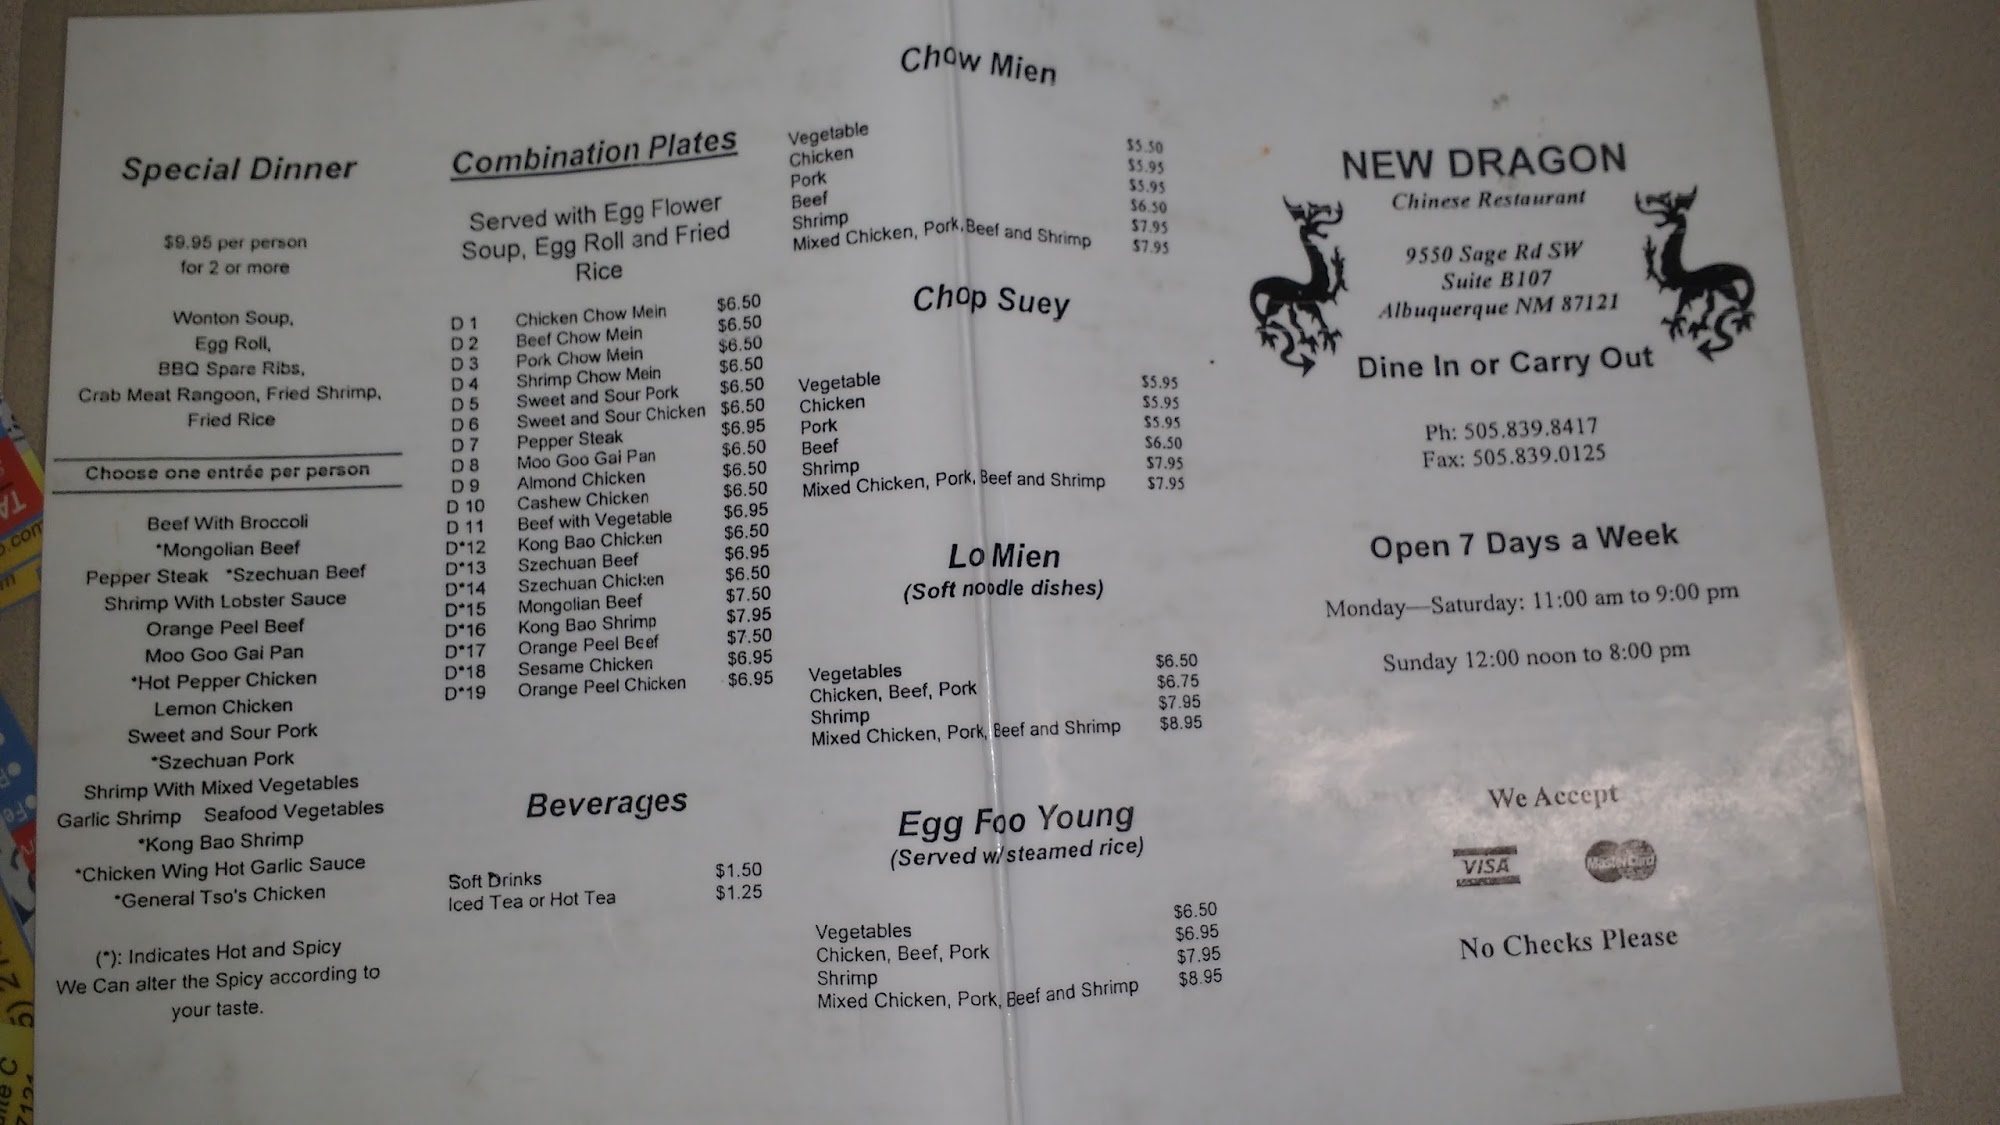 Special Dinner
$9.95 per person
for 2 or more
Wonton Soup,
Egg Roll,
BBQ Spare Ribs,
Crab Meat Rangoon, Fried Shrimp,
Fried Rice
Choose one entrée per person
Beef With Broccoli
*Mongolian Beef
Pepper Steak *Szechuan Beef
Shrimp With Lobster Sauce
Orange Peel Beef
Moo Goo Gai Pan
*Hot Pepper Chicken
Lemon Chicken
Sweet and Sour Pork
*Szechuan Pork
Shrimp With Mixed Vegetables
Garlic Shrimp Seafood Vegetables
*Kong Bao Shrimp
*Chicken Wing Hot Garlic Sauce
*General Tso's Chicken
(*): Indicates Hot and Spicy
We Can alter the Spicy according to
your taste.
Combination Plates
Served with Egg Flower
Soup, Egg Roll and Fried
Rice
D 1 Chicken Chow Mein $6.50
D 2 Beef Chow Mein $6.50
D 3 Pork Chow Mein $6.50
D 4 Shrimp Chow Mein $6.50
D 5 Sweet and Sour Pork $6.50
D 6 Sweet and Sour Chicken $6.50
D 7 Pepper Steak $6.95
D 8 Moo Goo Gai Pan $6.50
D 9 Almond Chicken $6.50
D 10 Cashew Chicken $6.50
D 11 Beef with Vegetable $6.95
D*12 Kong Bao Chicken $6.50
D*13 Szechuan Beef $6.95
D*14 Szechuan Chicken $6.50
D*15 Mongolian Beef $7.50
D*16 Kong Bao Shrimp $7.95
D*17 Orange Peel Beef $7.50
D*18 Sesame Chicken $6.95
D*19 Orange Peel Chicken $6.95
Beverages
Soft Drinks $1.50
Iced Tea or Hot Tea $1.25
Chow Mien
Vegetable $5.50
Chicken $5.95
Pork $5.95
Beef $6.50
Shrimp $7.95
Mixed Chicken, Pork, Beef and Shrimp $7.95
Chop Suey
Vegetable $5.95
Chicken $5.95
Pork $5.95
Beef $6.50
Shrimp $7.95
Mixed Chicken, Pork, Beef and Shrimp $7.95
Lo Mien
(Soft noodle dishes)
Vegetables $6.50
Chicken, Beef, Pork $6.75
Shrimp $7.95
Mixed Chicken, Pork, Beef and Shrimp $8.95
Egg Foo Young
(Served w/ steamed rice)
Vegetables $6.50
Chicken, Beef, Pork $6.95
Shrimp $7.95
Mixed Chicken, Pork, Beef and Shrimp $8.95
NEW DRAGON
Chinese Restaurant
9550 Sage Rd SW
Suite B107
Albuquerque NM 87121
Dine In or Carry Out
Ph: 505.839.8417
Fax: 505.839.0125
Open 7 Days a Week
Monday—Saturday: 11:00 am to 9:00 pm
Sunday 12:00 noon to 8:00 pm
We Accept
VISA MasterCard
No Checks Please